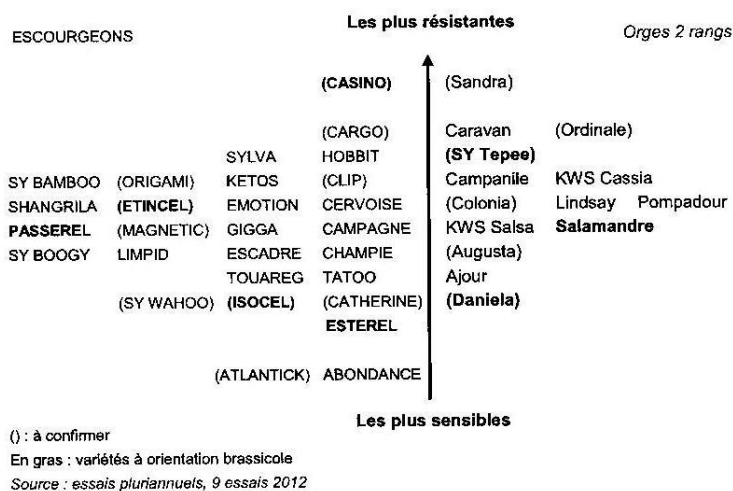 Les plus résistantes
ESCOURGEONS Orges 2 rangs
(CASINO) (Sandra)
(CARGO) Caravan (Ordinale)
SYLVA HOBBIT (SY Tepee)
SY BAMBOO (ORIGAMI) KETOS (CLIP) Campanile KWS Cassia
SHANGRILA (ETINCEL) EMOTION CERVOISE (Colonia) Lindsay Pompadour
PASSEREL (MAGNETIC) GIGGA CAMPAGNE KWS Salsa Salamandre
SY BOOGY LIMPID ESCADRE CHAMPIE (Augusta)
TOUAREG TATOO Ajour
(SY WAHOO) (ISOCEL) (CATHERINE) (Daniela)
ESTEREL
(ATLANTICK) ABONDANCE
Les plus sensibles
() : à confirmer
En gras : variétés à orientation brassicole
Source : essais pluriannuels, 9 essais 2012